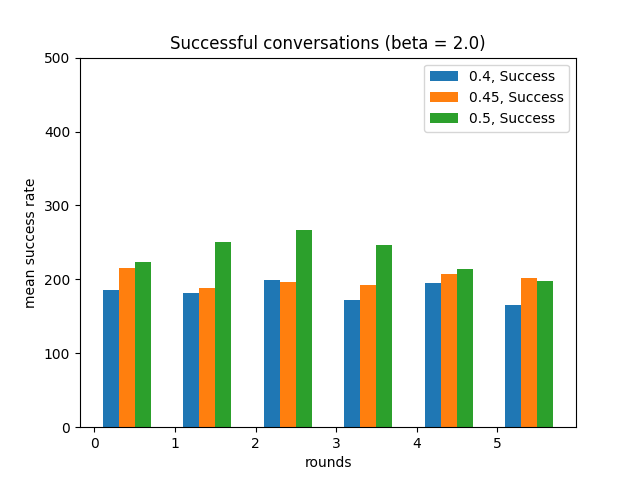 Successful conversations (beta = 2.0)
500
400
300
200
100
0
mean success rate
0.4, Success
0.45, Success
0.5, Success
0 1 2 3 4 5
rounds